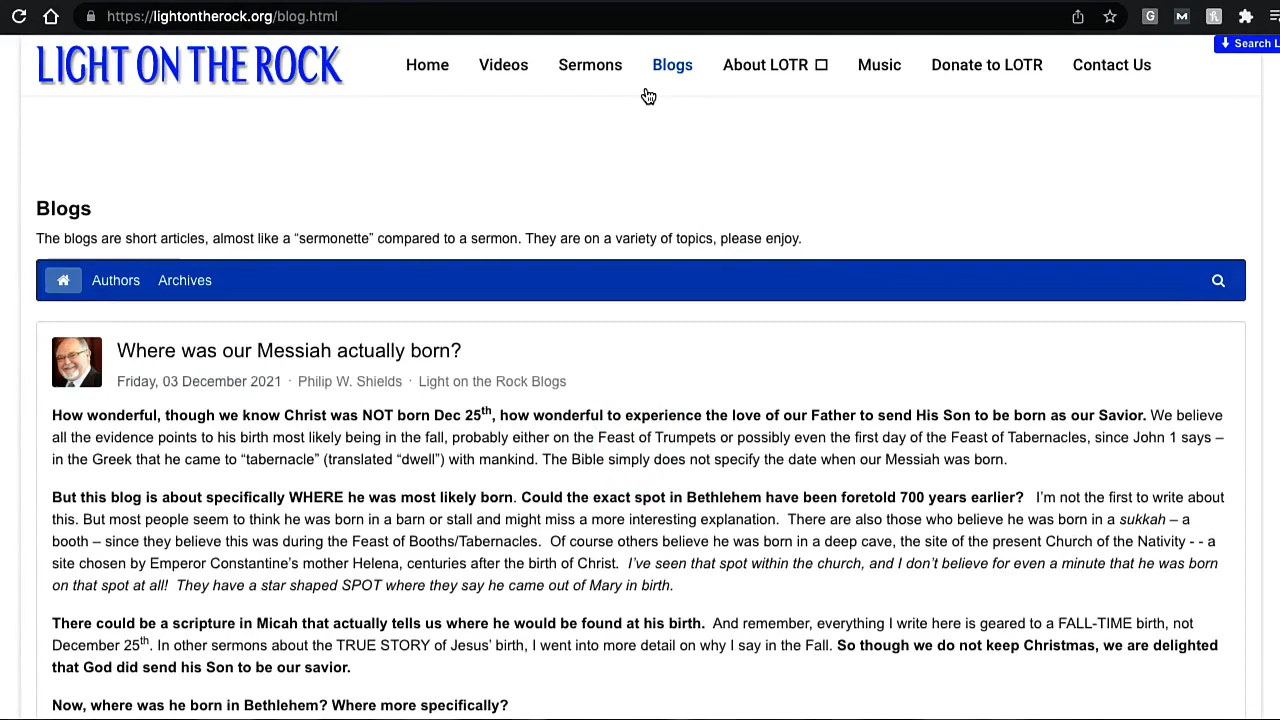 https://lightontherock.org/blog.html
Search L
LIGHT ON THE ROCK
Home Videos Sermons Blogs About LOTR Music Donate to LOTR Contact Us
Blogs
The blogs are short articles, almost like a “sermonette” compared to a sermon. They are on a variety of topics, please enjoy.
Authors Archives
Where was our Messiah actually born?
Friday, 03 December 2021 · Philip W. Shields · Light on the Rock Blogs
How wonderful, though we know Christ was NOT born Dec 25th, how wonderful to experience the love of our Father to send His Son to be born as our Savior. We believe
all the evidence points to his birth most likely being in the fall, probably either on the Feast of Trumpets or possibly even the first day of the Feast of Tabernacles, since John 1 says –
in the Greek that he came to “tabernacle” (translated “dwell”) with mankind. The Bible simply does not specify the date when our Messiah was born.
But this blog is about specifically WHERE he was most likely born. Could the exact spot in Bethlehem have been foretold 700 years earlier? I’m not the first to write about
this. But most people seem to think he was born in a barn or stall and might miss a more interesting explanation. There are also those who believe he was born in a sukkah – a
booth – since they believe this was during the Feast of Booths/Tabernacles. Of course others believe he was born in a deep cave, the site of the present Church of the Nativity - - a
site chosen by Emperor Constantine’s mother Helena, centuries after the birth of Christ. I’ve seen that spot within the church, and I don’t believe for even a minute that he was born
on that spot at all! They have a star shaped SPOT where they say he came out of Mary in birth.
There could be a scripture in Micah that actually tells us where he would be found at his birth. And remember, everything I write here is geared to a FALL-TIME birth, not
December 25th. In other sermons about the TRUE STORY of Jesus’ birth, I went into more detail on why I say in the Fall. So though we do not keep Christmas, we are delighted
that God did send his Son to be our savior.
Now, where was he born in Bethlehem? Where more specifically?